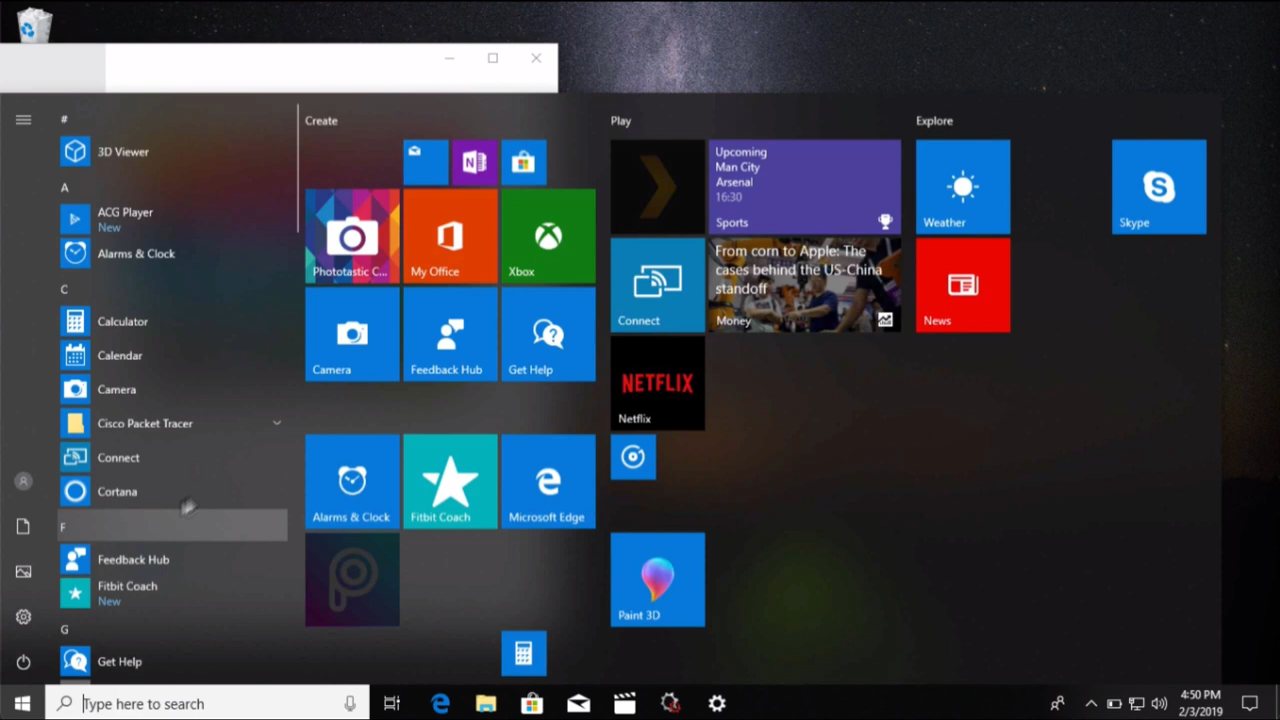 #
3D Viewer
A
ACG Player
New
Alarms & Clock
C
Calculator
Calendar
Camera
Cisco Packet Tracer
Connect
Cortana
F
Feedback Hub
Fitbit Coach
New
G
Get Help
Create
Phototastic C...
My Office
Xbox
Camera
Feedback Hub
Get Help
Alarms & Clock
Fitbit Coach
Microsoft Edge
Play
Upcoming
Man City
Arsenal
16:30
Sports
Connect
From corn to Apple: The
cases behind the US-China
standoff
Money
NETFLIX
Netflix
Paint 3D
Explore
Weather
Skype
News
Type here to search
4:50 PM
2/3/2019